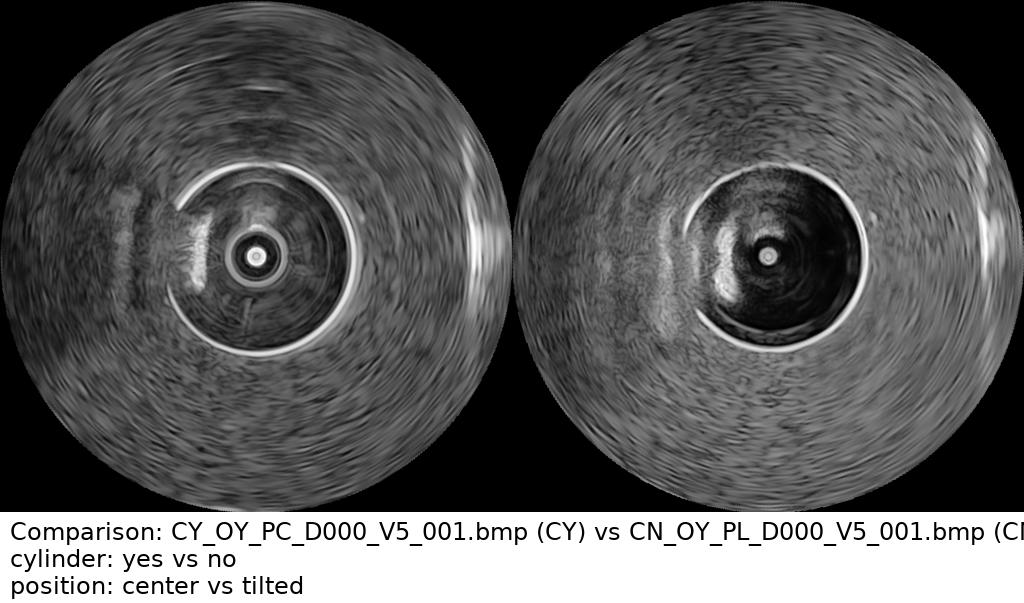 Comparison: CY_OY_PC_D000_V5_001.bmp (CY) vs CN_OY_PL_D000_V5_001.bmp
cylinder: yes vs no
position: center vs tilted